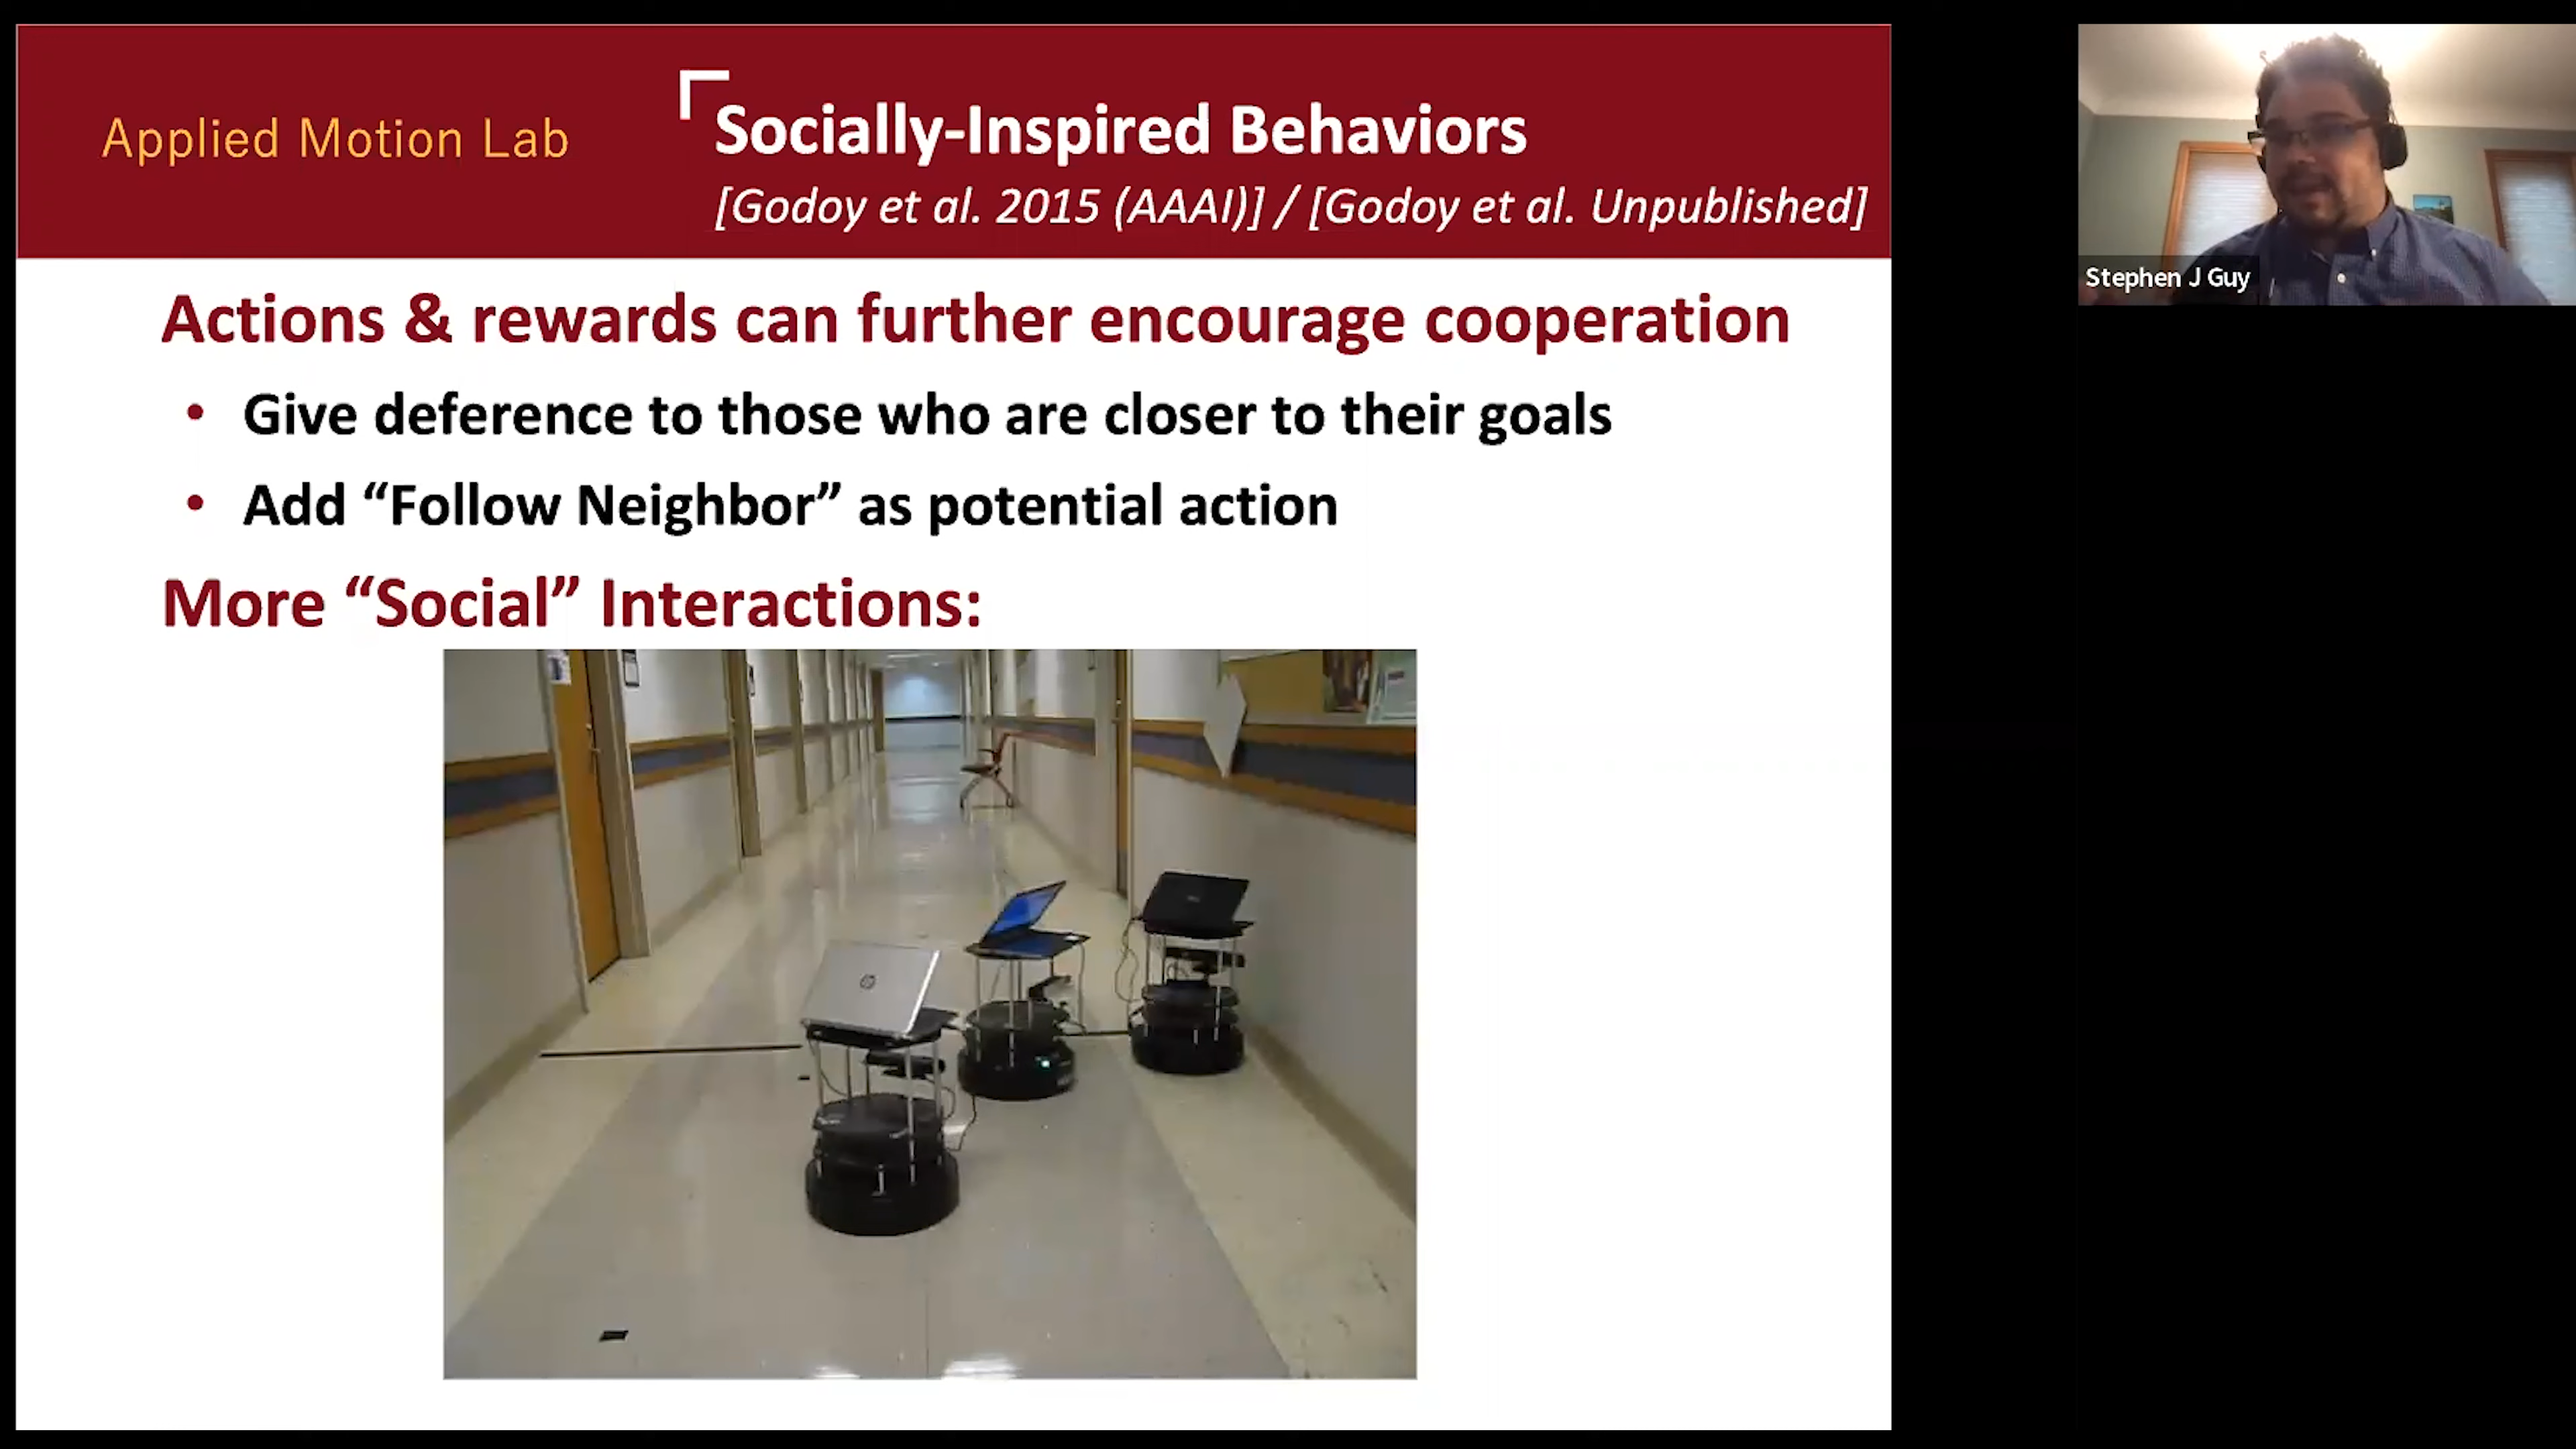 Applied Motion Lab
Socially-Inspired Behaviors
[Godoy et al. 2015 (AAAI)] / [Godoy et al. Unpublished]
Actions & rewards can further encourage cooperation
• Give deference to those who are closer to their goals
• Add “Follow Neighbor” as potential action
More “Social” Interactions:
hp
Stephen J Guy